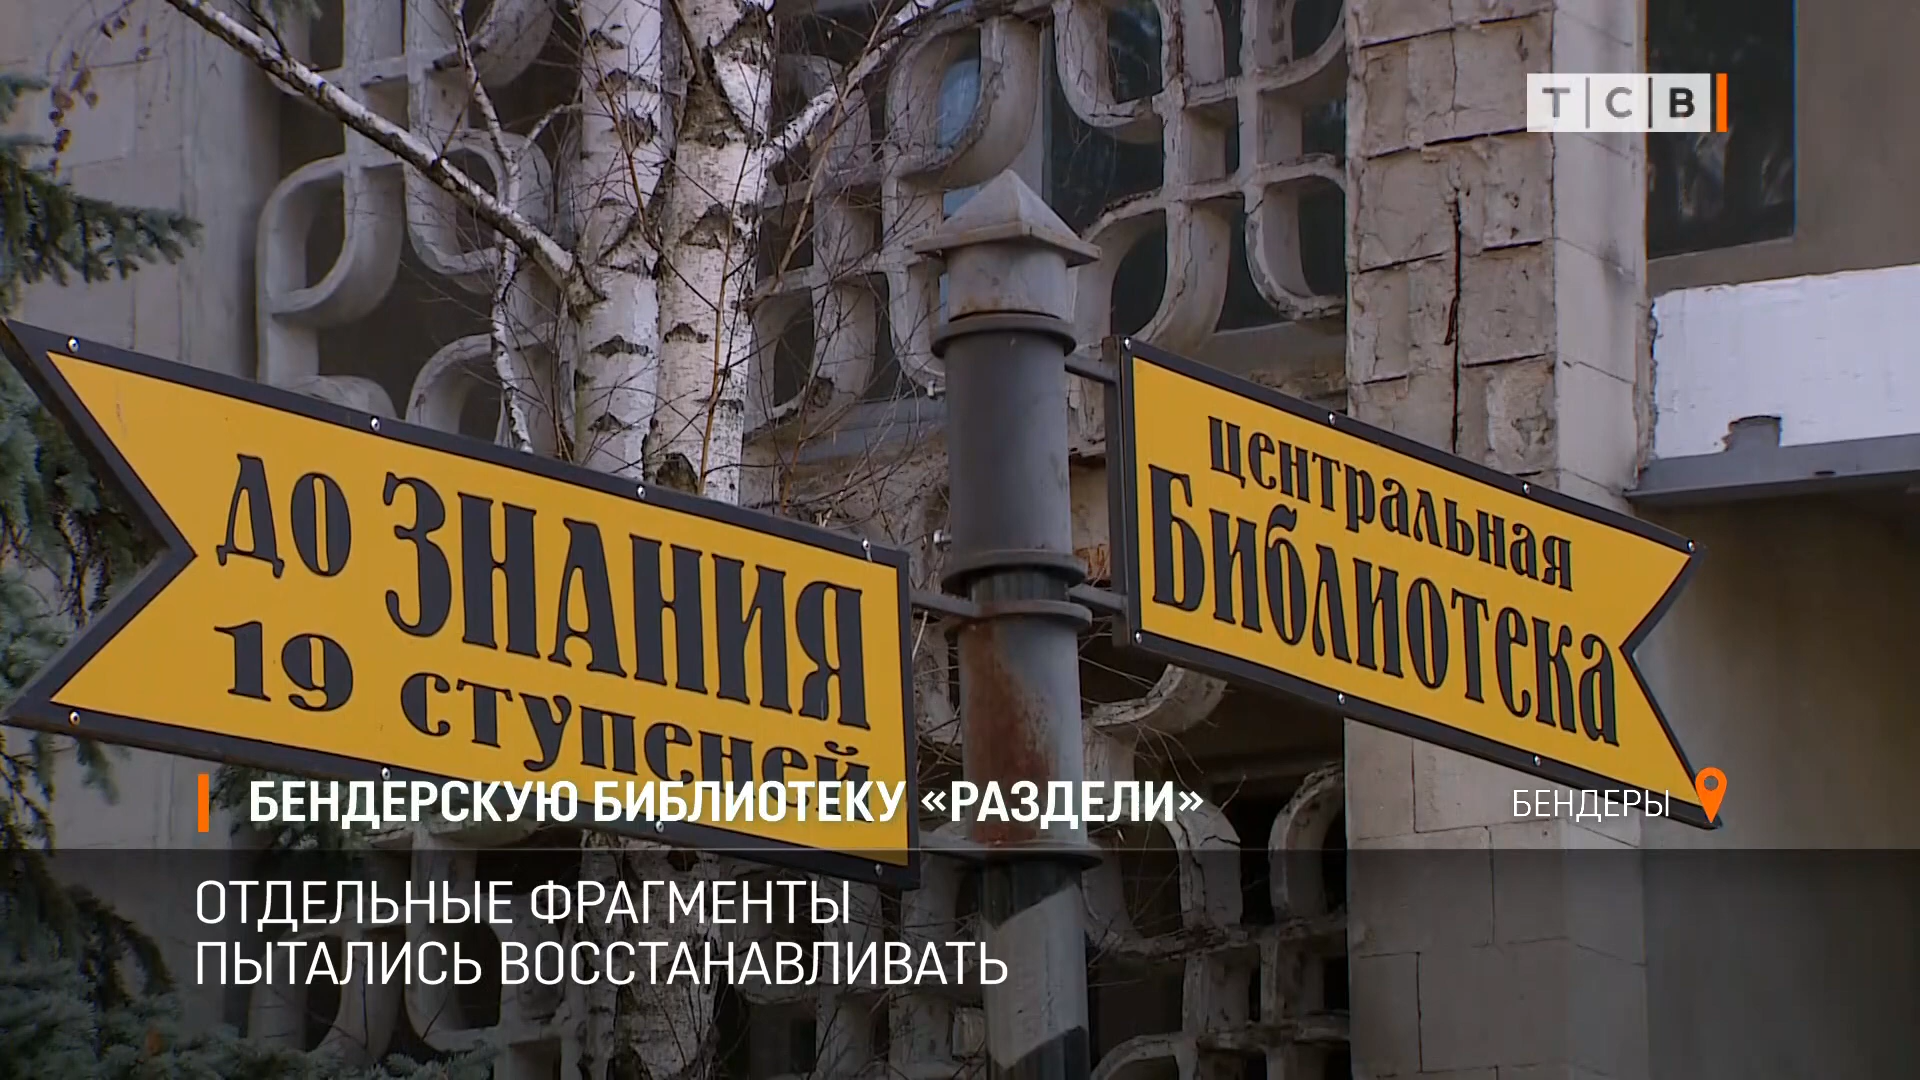 ТСВ
ДО ЗНАНИЯ
19 ступеней
центральная
Библиотека
БЕНДЕРСКУЮ БИБЛИОТЕКУ «РАЗДЕЛИ»
БЕНДЕРЫ
ОТДЕЛЬНЫЕ ФРАГМЕНТЫ
ПЫТАЛИСЬ ВОССТАНАВЛИВАТЬ